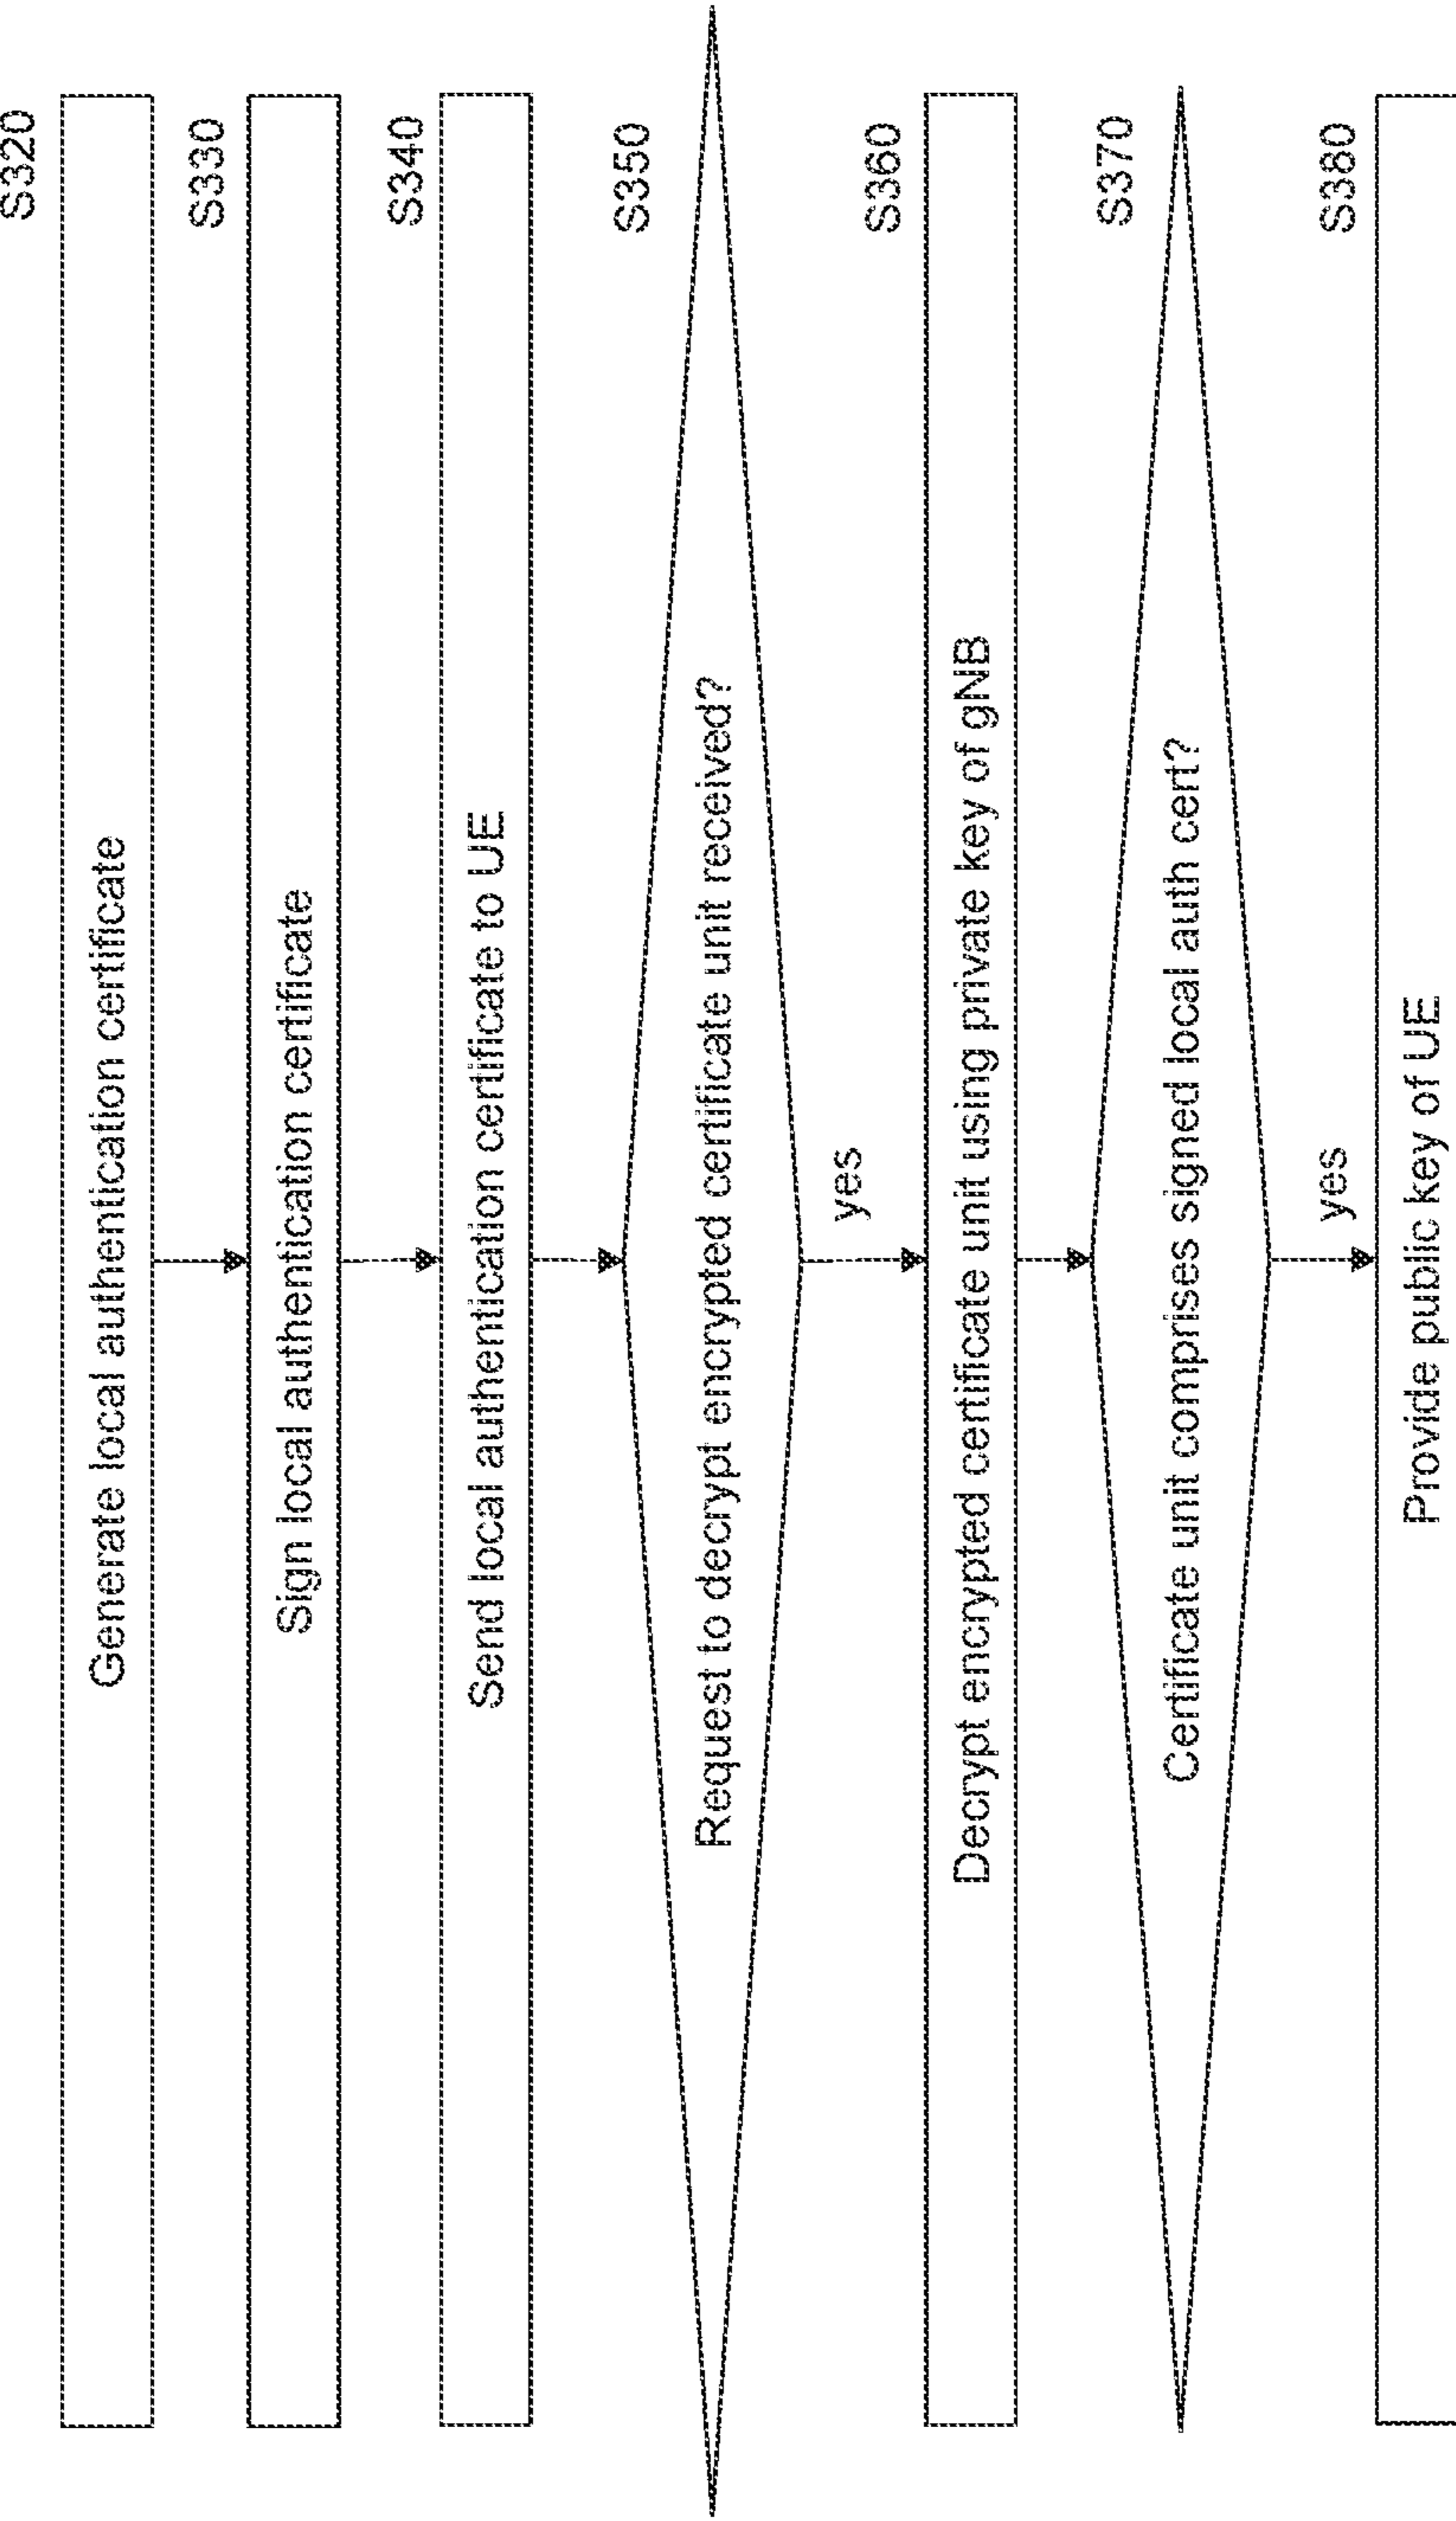 S320
Generate local authentication certificate
S330
Sign local authentication certificate
S340
Send local authentication certificate to UE
S350
Request to decrypt encrypted certificate unit received?
yes
S360
Decrypt encrypted certificate unit using private key of gNB
S370
Certificate unit comprises signed local auth cert?
yes
S380
Provide public key of UE